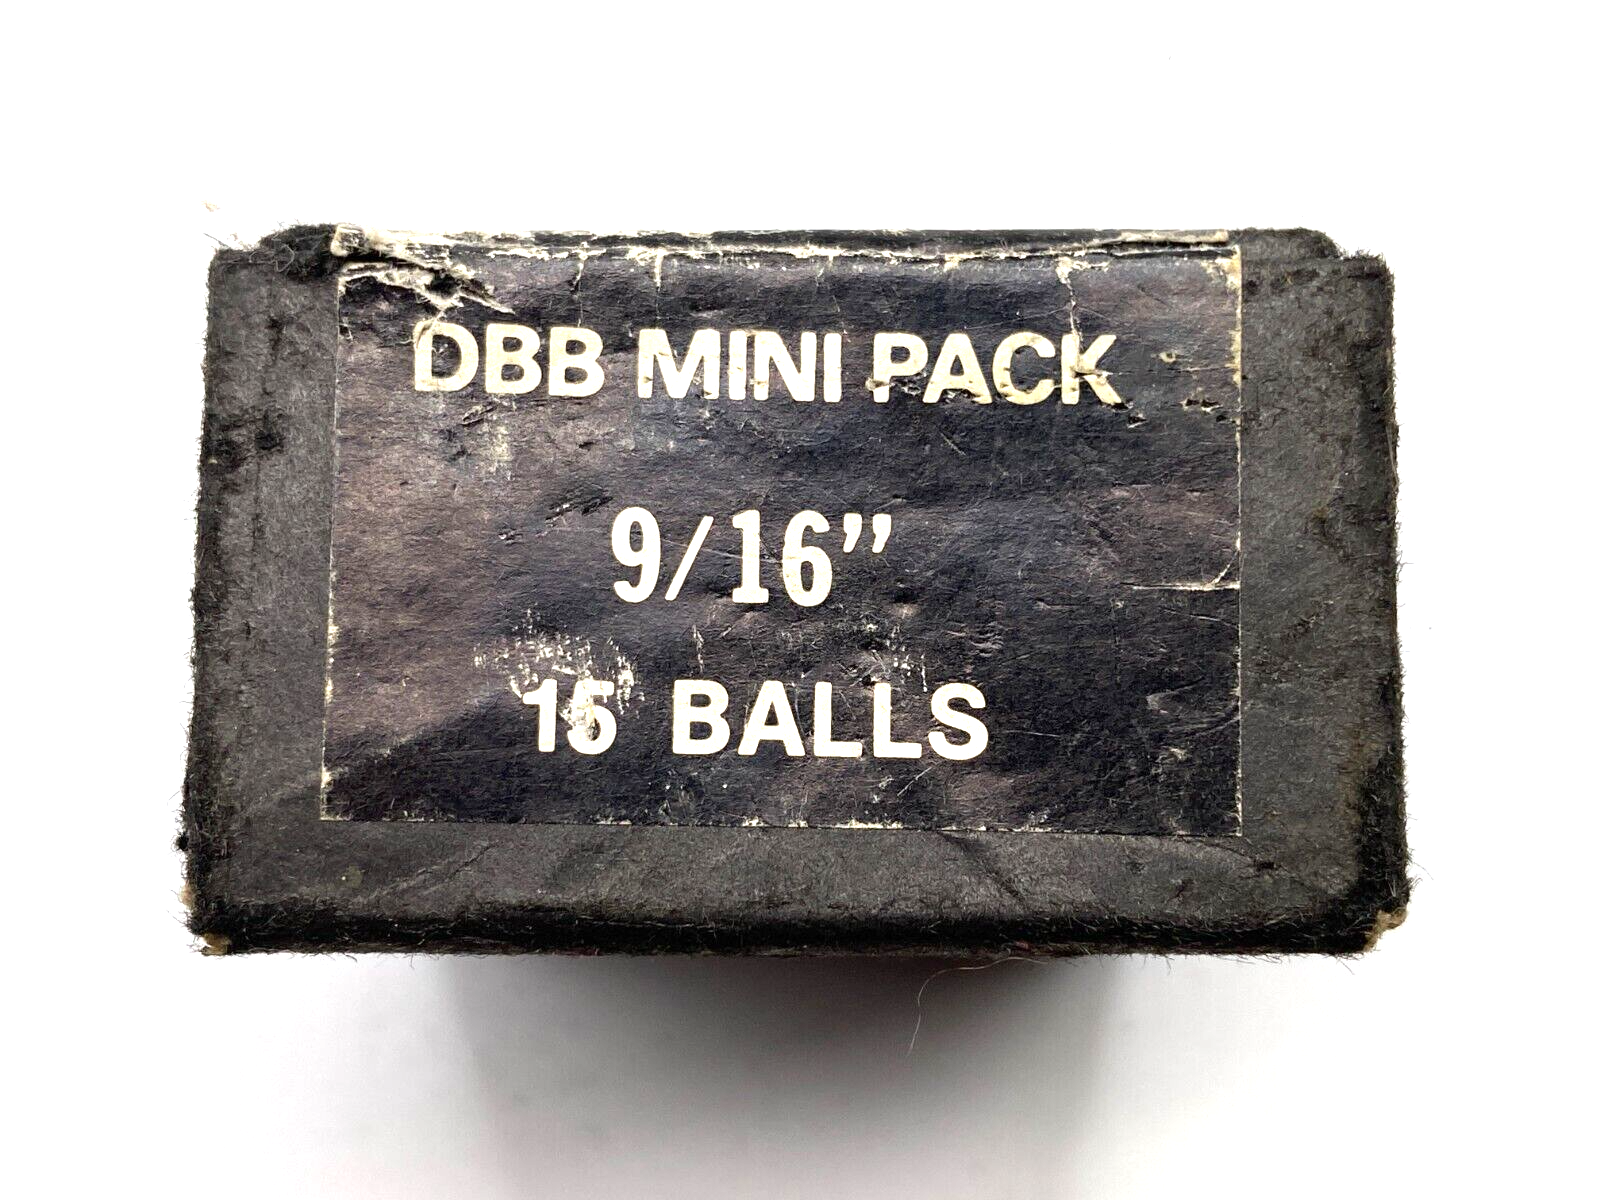 DBB MINI PACK
9/16”
15 BALLS